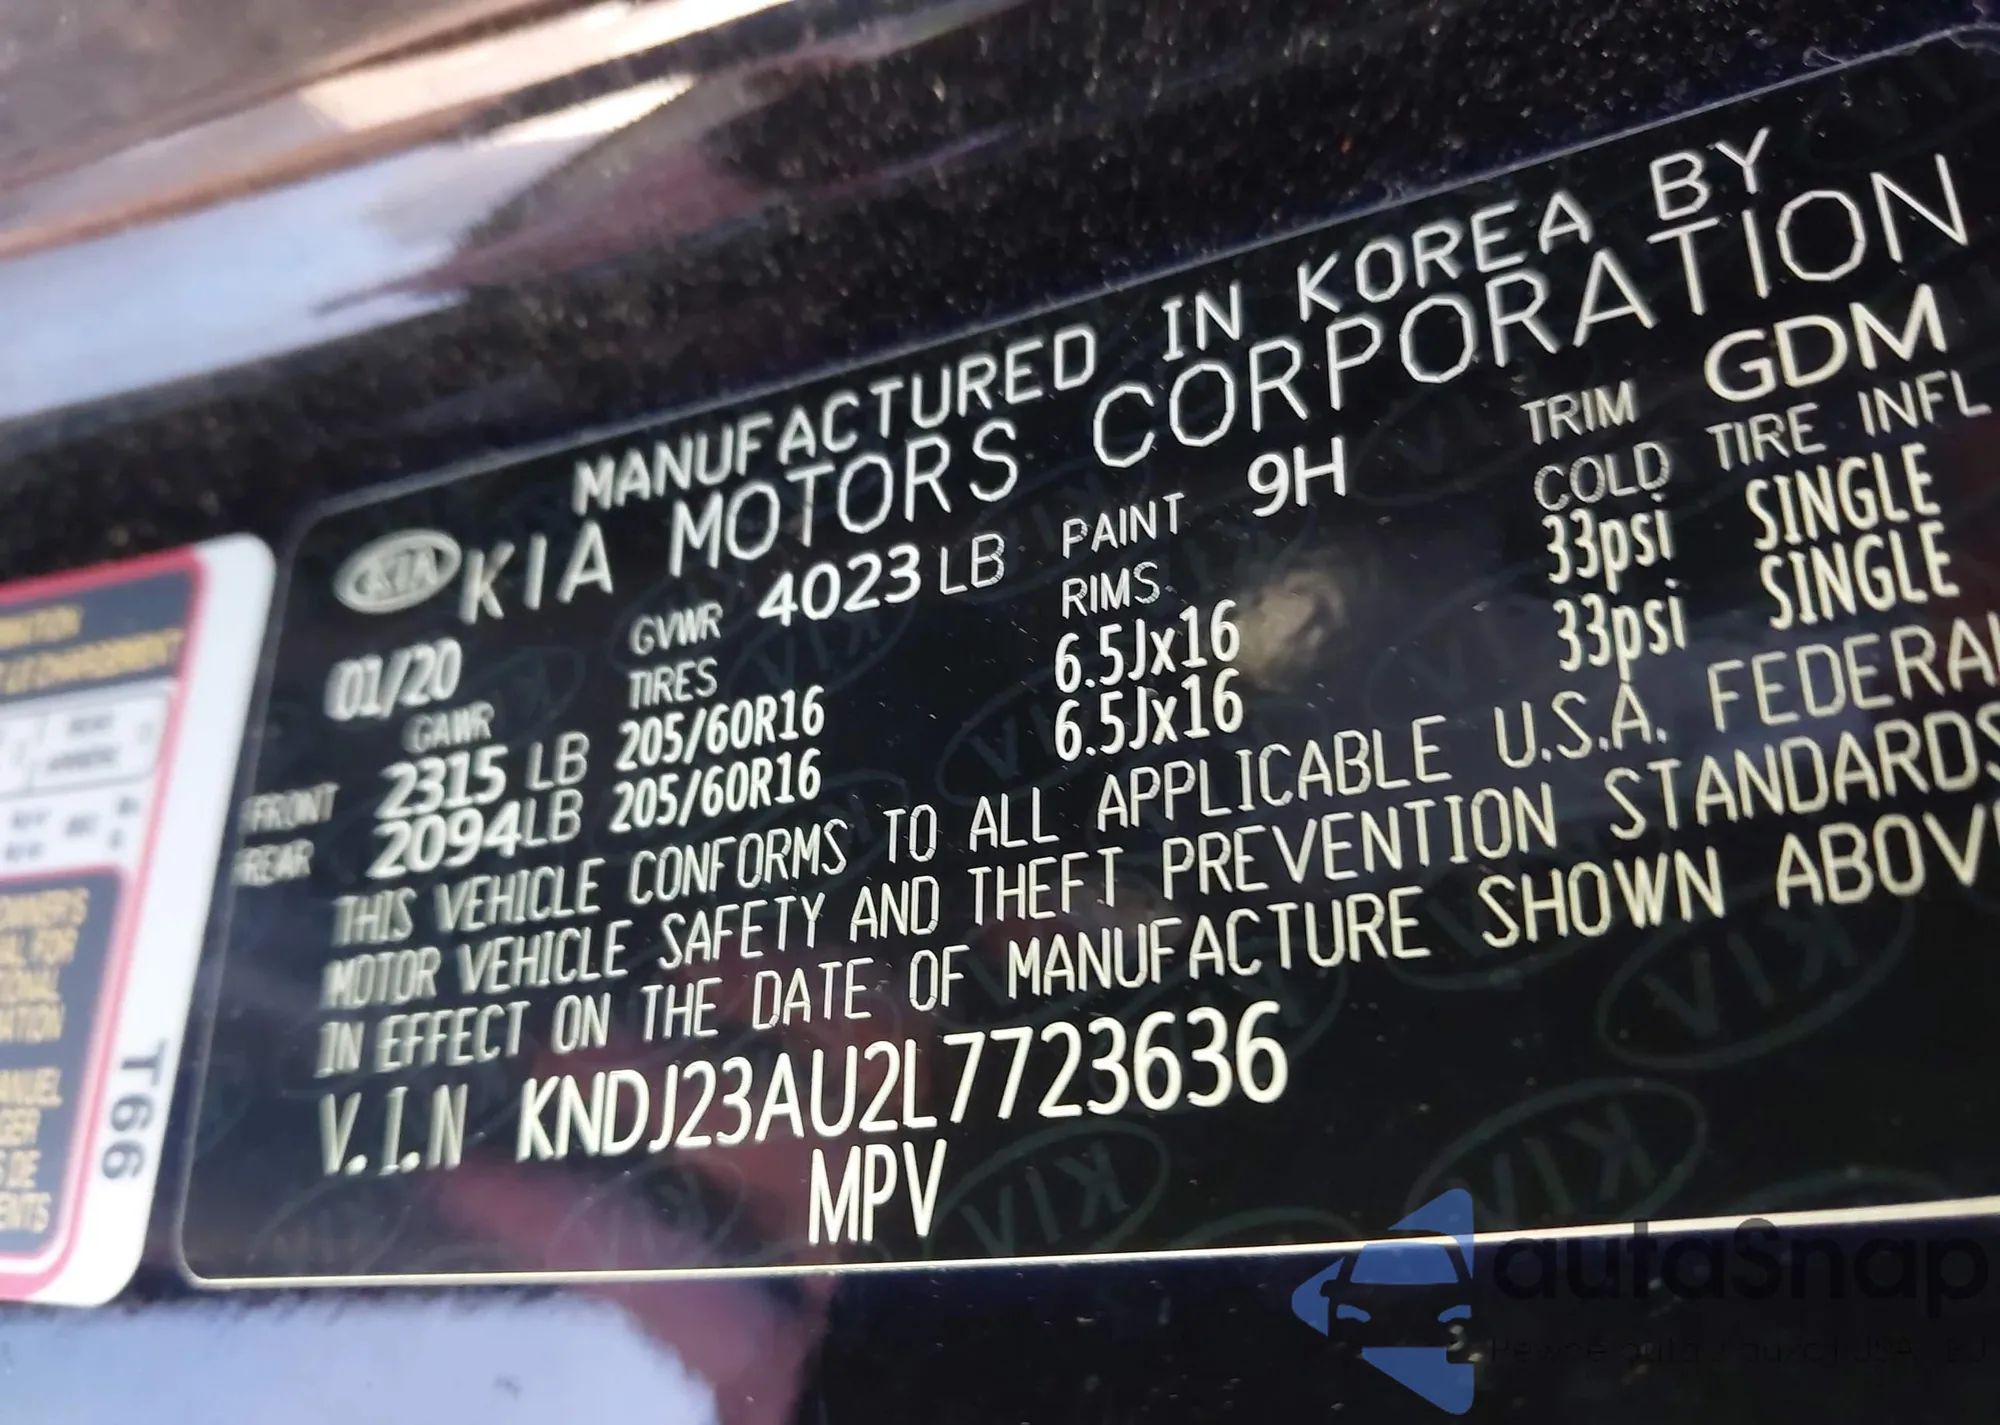 MANUFACTURED IN KOREA BY
KIA KIA MOTORS CORPORATION
01/20 GVWR 4023 LB PAINT 9H TRIM GDM
GAWR TIRES RIMS COLD TIRE INFL
FRONT 2315 LB 205/60R16 6.5Jx16 33psi SINGLE
REAR 2094LB 205/60R16 6.5Jx16 33psi SINGLE
THIS VEHICLE CONFORMS TO ALL APPLICABLE U.S.A. FEDERAL
MOTOR VEHICLE SAFETY AND THEFT PREVENTION STANDARDS
IN EFFECT ON THE DATE OF MANUFACTURE SHOWN ABOVE
V.I.N KNDJ23AU2L7723636
MPV
T66
autaSnap